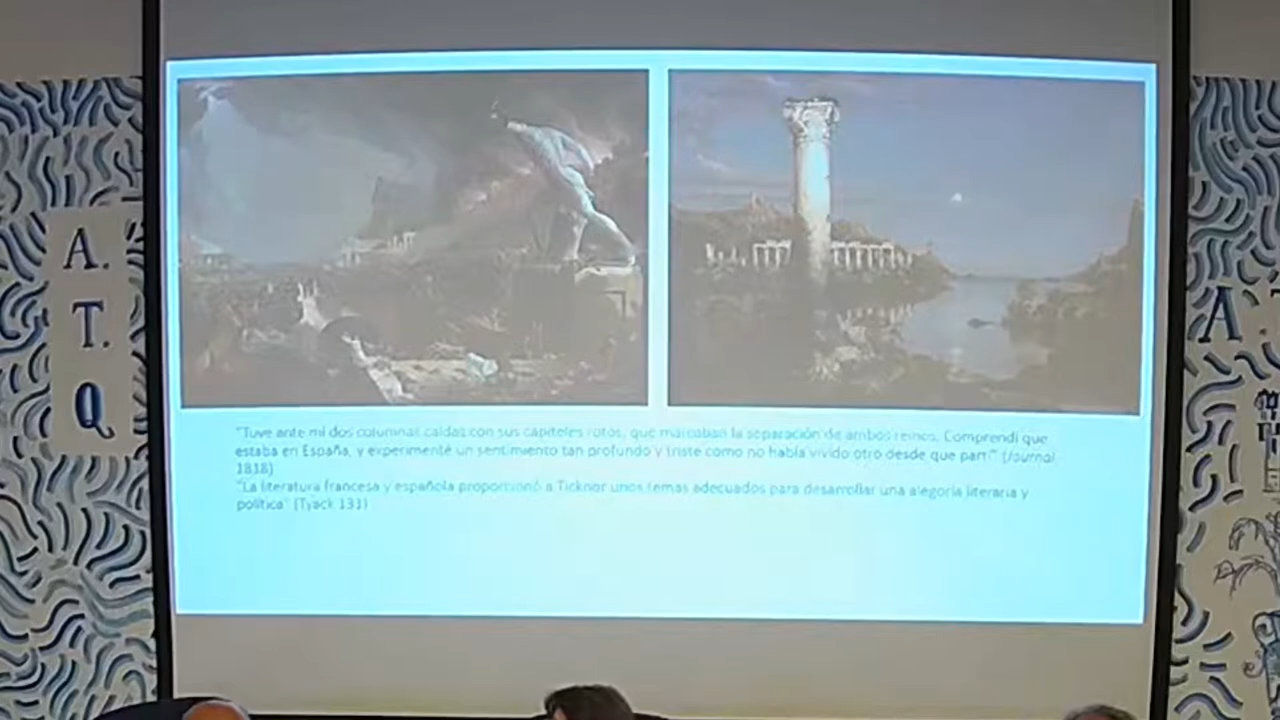 A.
T.
Q
"Tuve ante mí dos columnas caídas con sus capiteles rotos, que marcaban la separación de ambos reinos. Comprendí que
estaba en España, y experimenté un sentimiento tan profundo y triste como no había vivido otro desde que partí" (Journal
1818)
"La literatura francesa y española proporcionó a Ticknor unos temas adecuados para desarrollar una alegoría literaria y
política" (Tyack 131)
A.